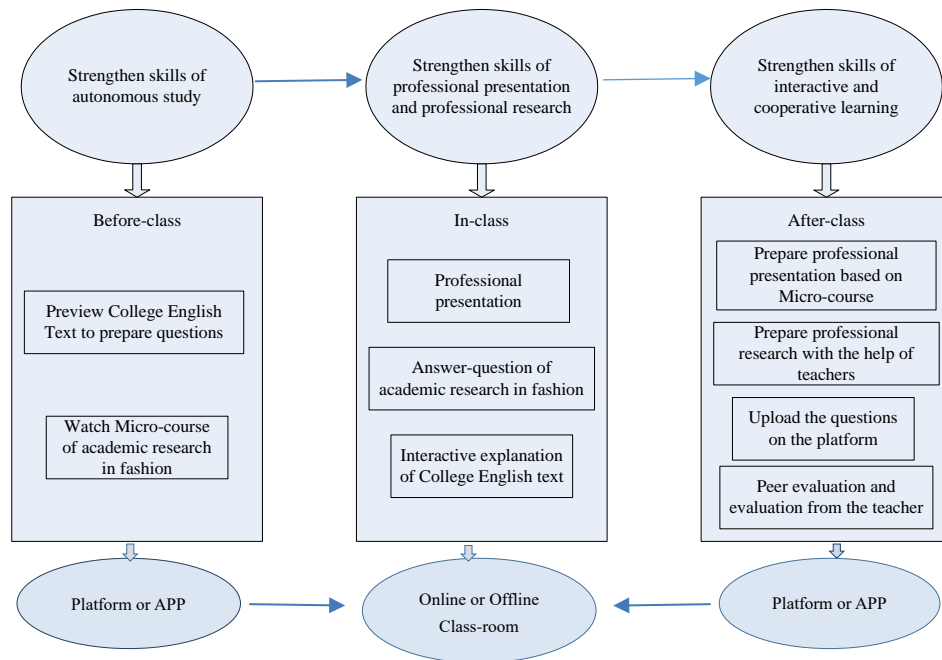 Strengthen skills of
autonomous study
Strengthen skills of
professional presentation
and professional research
Strengthen skills of
interactive and
cooperative learning
Before-class
Preview College English
Text to prepare questions
Watch Micro-course
of academic research
in fashion
In-class
Professional
presentation
Answer-question of
academic research in fashion
Interactive explanation
of College English text
After-class
Prepare professional
presentation based on
Micro-course
Prepare professional
research with the help of
teachers
Upload the questions
on the platform
Peer evaluation and
evaluation from the teacher
Platform or APP
Online or Offline
Class-room
Platform or APP